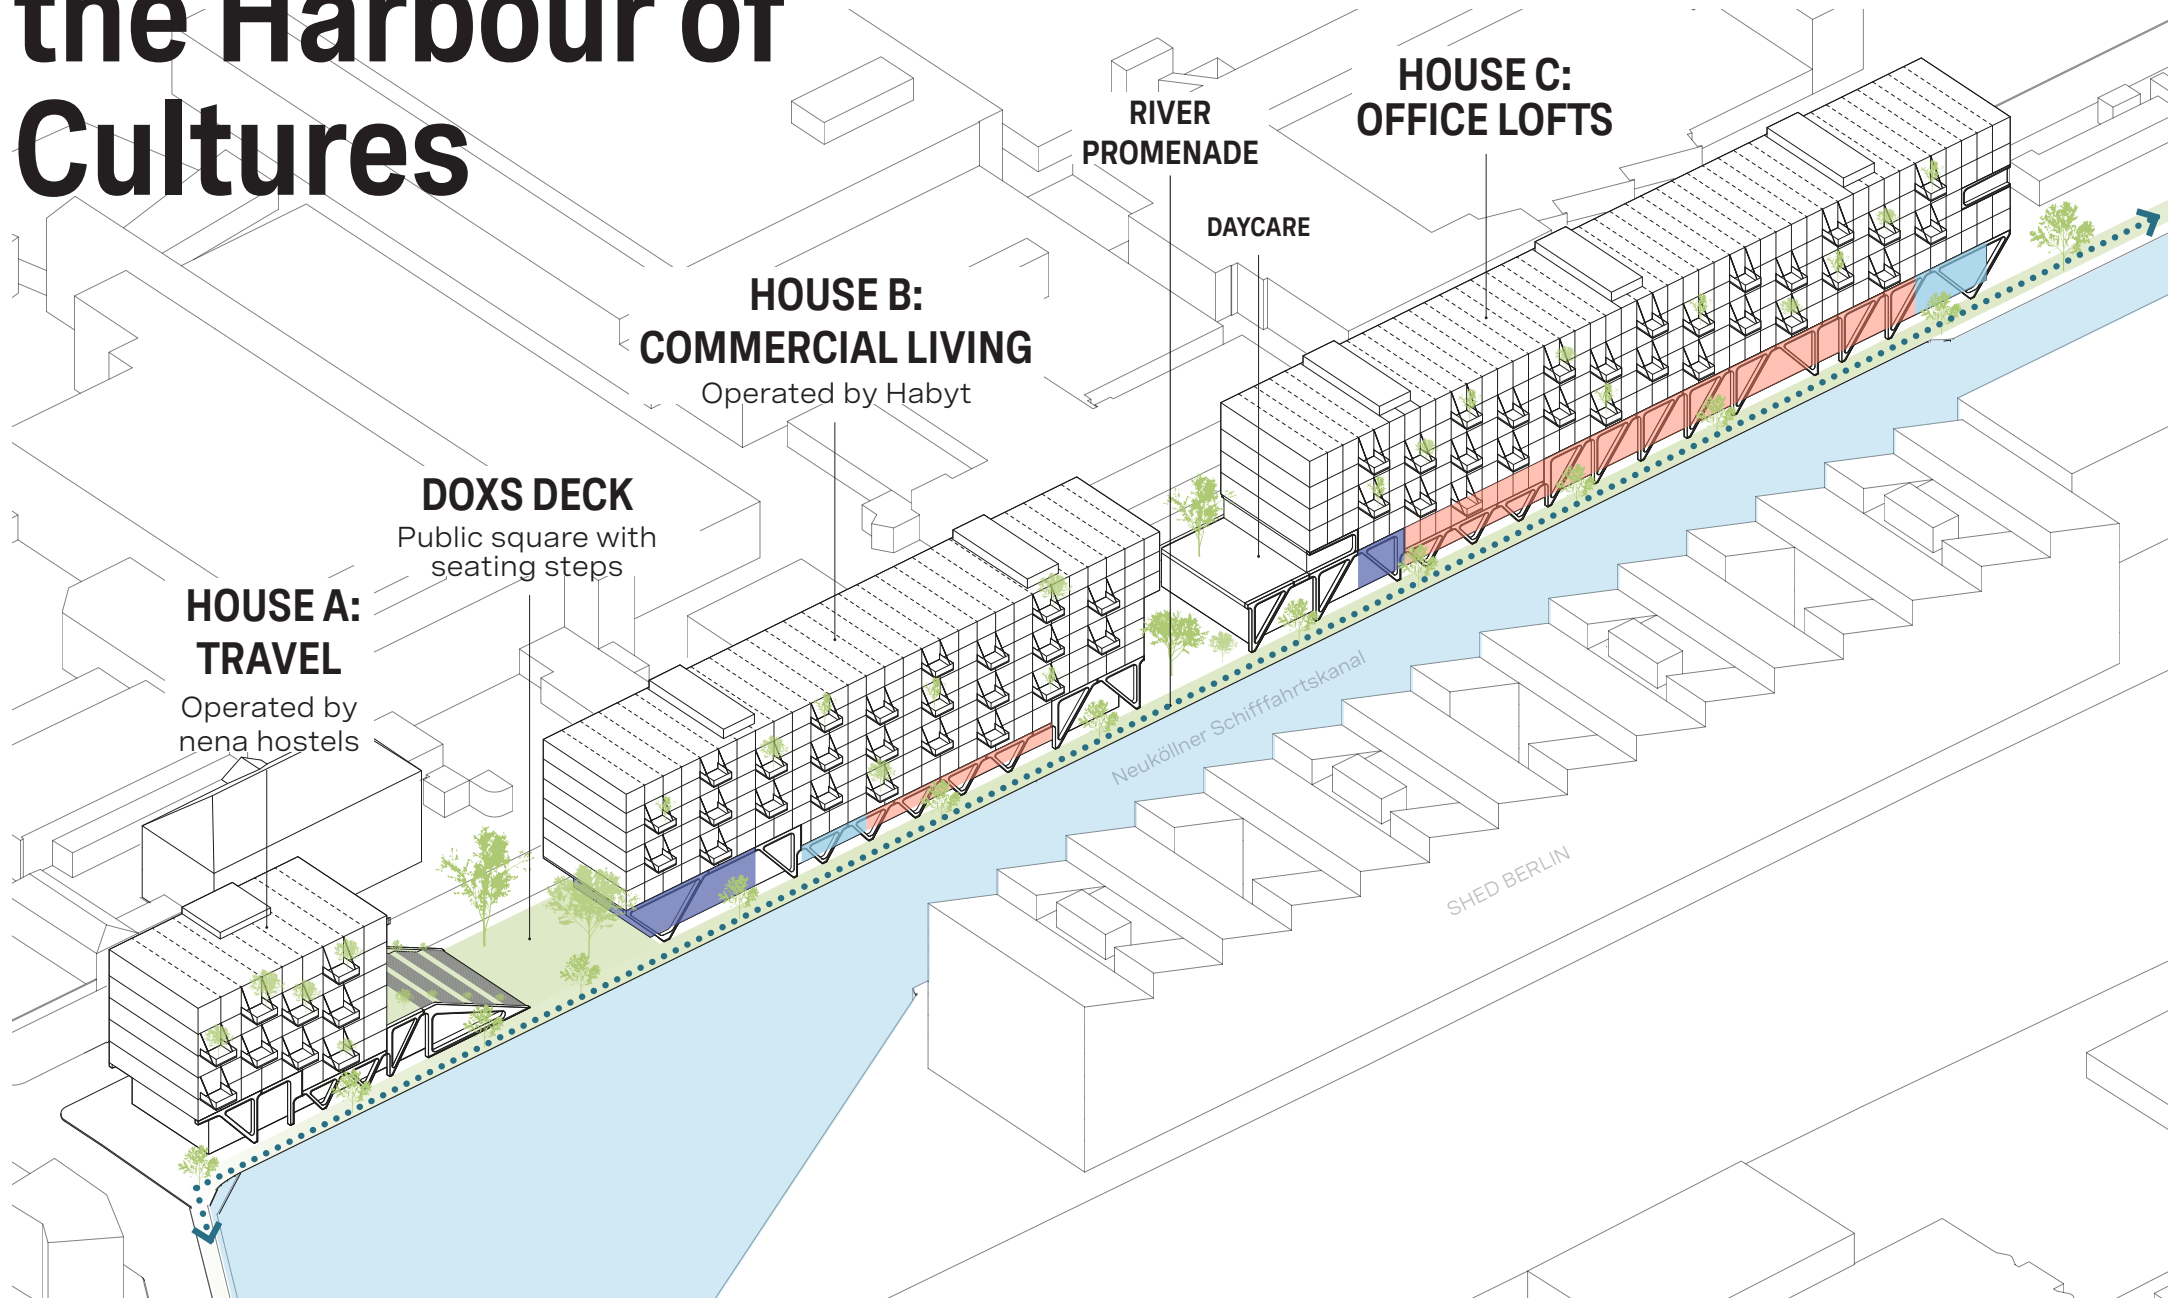 the Harbour of
Cultures
HOUSE C:
OFFICE LOFTS
RIVER
PROMENADE
DAYCARE
HOUSE B:
COMMERCIAL LIVING
Operated by Habyt
DOXS DECK
Public square with
seating steps
HOUSE A:
TRAVEL
Operated by
nena hostels
Neuköllner Schifffahrtskanal
SHED BERLIN